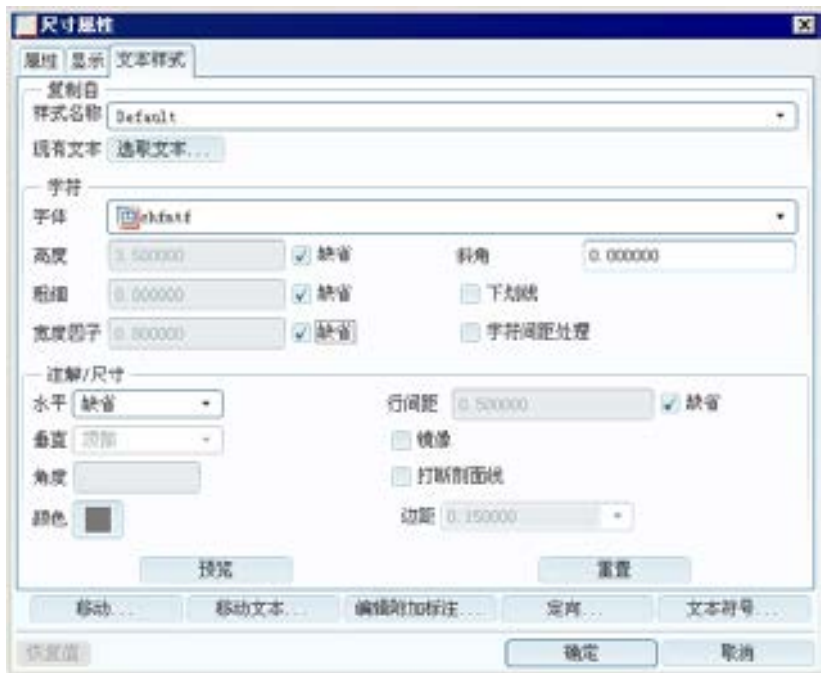 尺寸属性
属性 显示 文本样式
复制自
样式名称 Default
现有文本 选取文本...
字符
字体
高度 3.500000 缺省 斜角 0.000000
粗细 0.000000 缺省 下划线
宽度因子 0.800000 缺省 字符间距处理
注解/尺寸
水平 缺省 行间距 0.500000 缺省
垂直 顶部 镜像
角度 打断剖面线
颜色 边距 0.150000
预览 重置
移动... 移动文本... 编辑附加标注... 定向... 文本符号...
恢复值 确定 取消